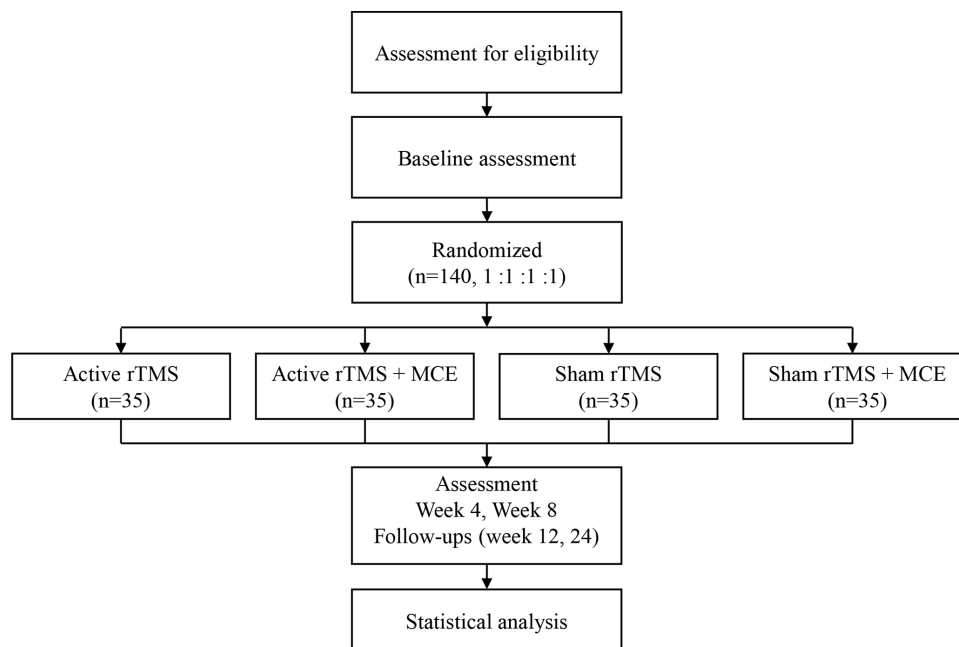 Assessment for eligibility
Baseline assessment
Randomized
(n=140, 1 :1 :1 :1)
Active rTMS
(n=35)
Active rTMS + MCE
(n=35)
Sham rTMS
(n=35)
Sham rTMS + MCE
(n=35)
Assessment
Week 4, Week 8
Follow-ups (week 12, 24)
Statistical analysis